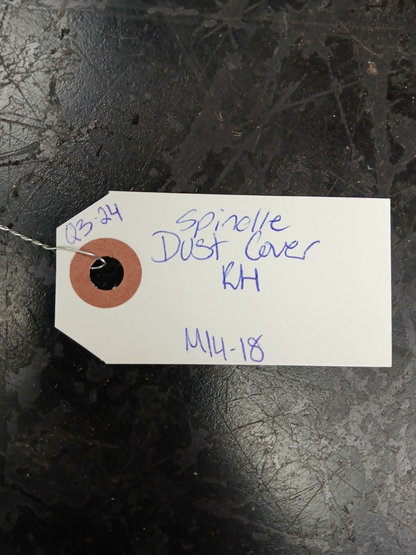 Q3-24
Spindle
Dust Cover
RH
M14-18